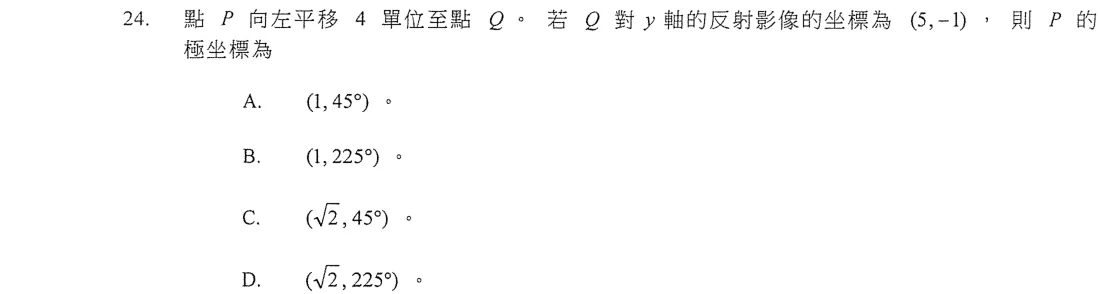 24. 點 P 向左平移 4 單位至點 Q 。 若 Q 對 y 軸的反射影像的坐標為 (5, −1) ， 則 P 的
極坐標為
A. (1, 45°) 。
B. (1, 225°) 。
C. (√2, 45°) 。
D. (√2, 225°) 。